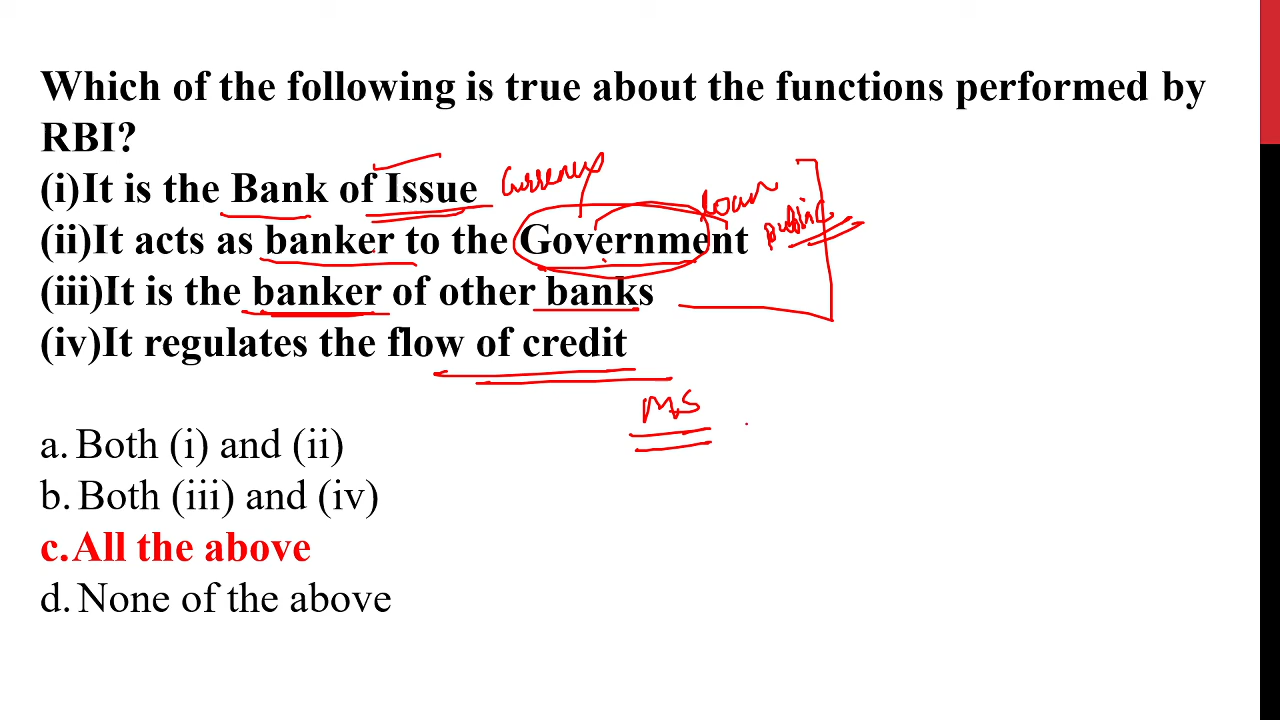 Which of the following is true about the functions performed by
RBI?
(i)It is the Bank of Issue currency
(ii)It acts as banker to the Government loan public
(iii)It is the banker of other banks
(iv)It regulates the flow of credit
MS
a. Both (i) and (ii)
b. Both (iii) and (iv)
c. All the above
d. None of the above